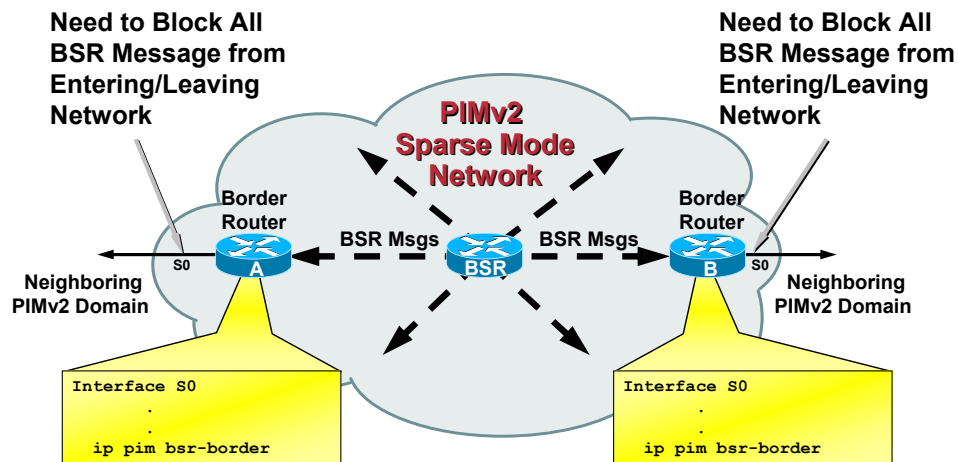 Need to Block All
BSR Message from
Entering/Leaving
Network
Need to Block All
BSR Message from
Entering/Leaving
Network
PIMv2
Sparse Mode
Network
Border
Router
Border
Router
BSR Msgs
BSR Msgs
S0
A
BSR
B
S0
Neighboring
PIMv2 Domain
Neighboring
PIMv2 Domain
Interface S0
.
.
ip pim bsr-border
Interface S0
.
.
ip pim bsr-border